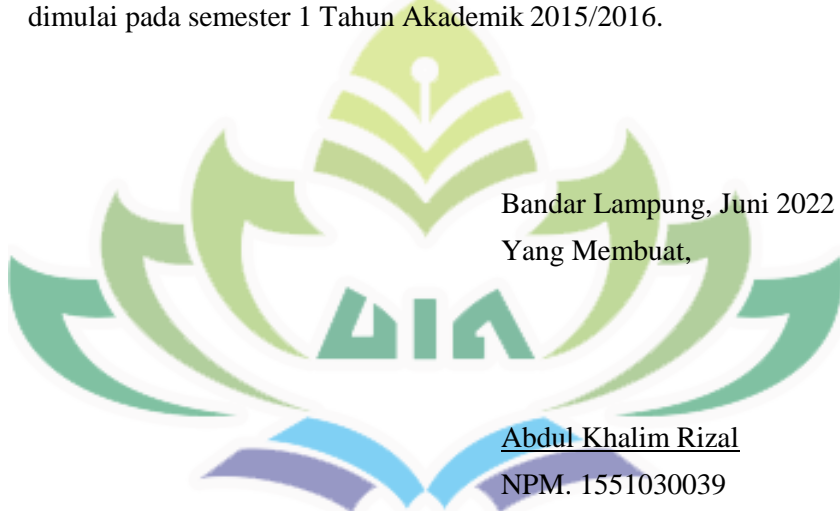 dimulai pada semester 1 Tahun Akademik 2015/2016.
Bandar Lampung, Juni 2022
Yang Membuat,
UIN
Abdul Khalim Rizal
NPM. 1551030039